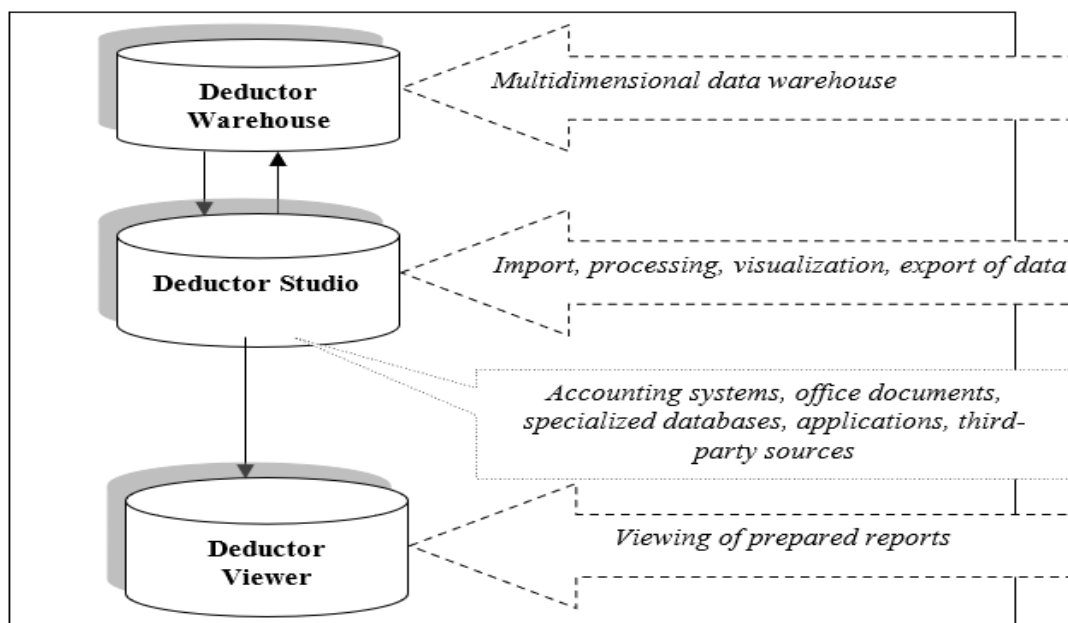 Deductor
Warehouse
Multidimensional data warehouse
Deductor Studio
Import, processing, visualization, export of data
Accounting systems, office documents,
specialized databases, applications, third-
party sources
Deductor
Viewer
Viewing of prepared reports